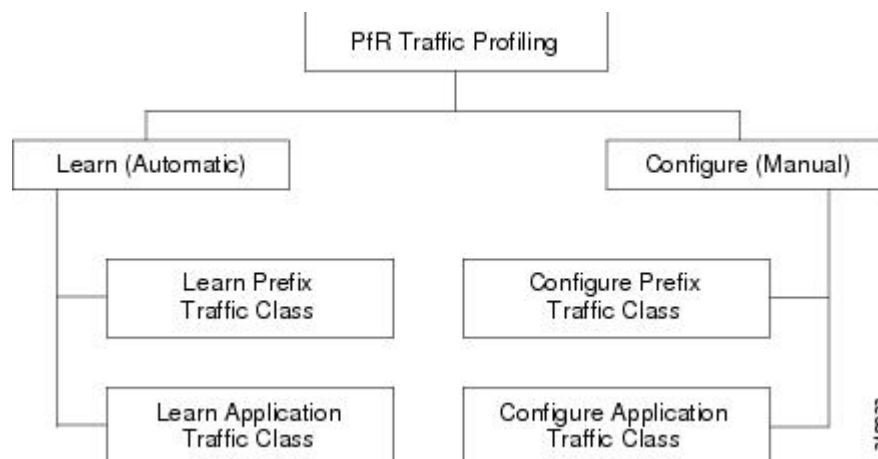 PfR Traffic Profiling
Learn (Automatic)
Configure (Manual)
Learn Prefix
Traffic Class
Configure Prefix
Traffic Class
Learn Application
Traffic Class
Configure Application
Traffic Class